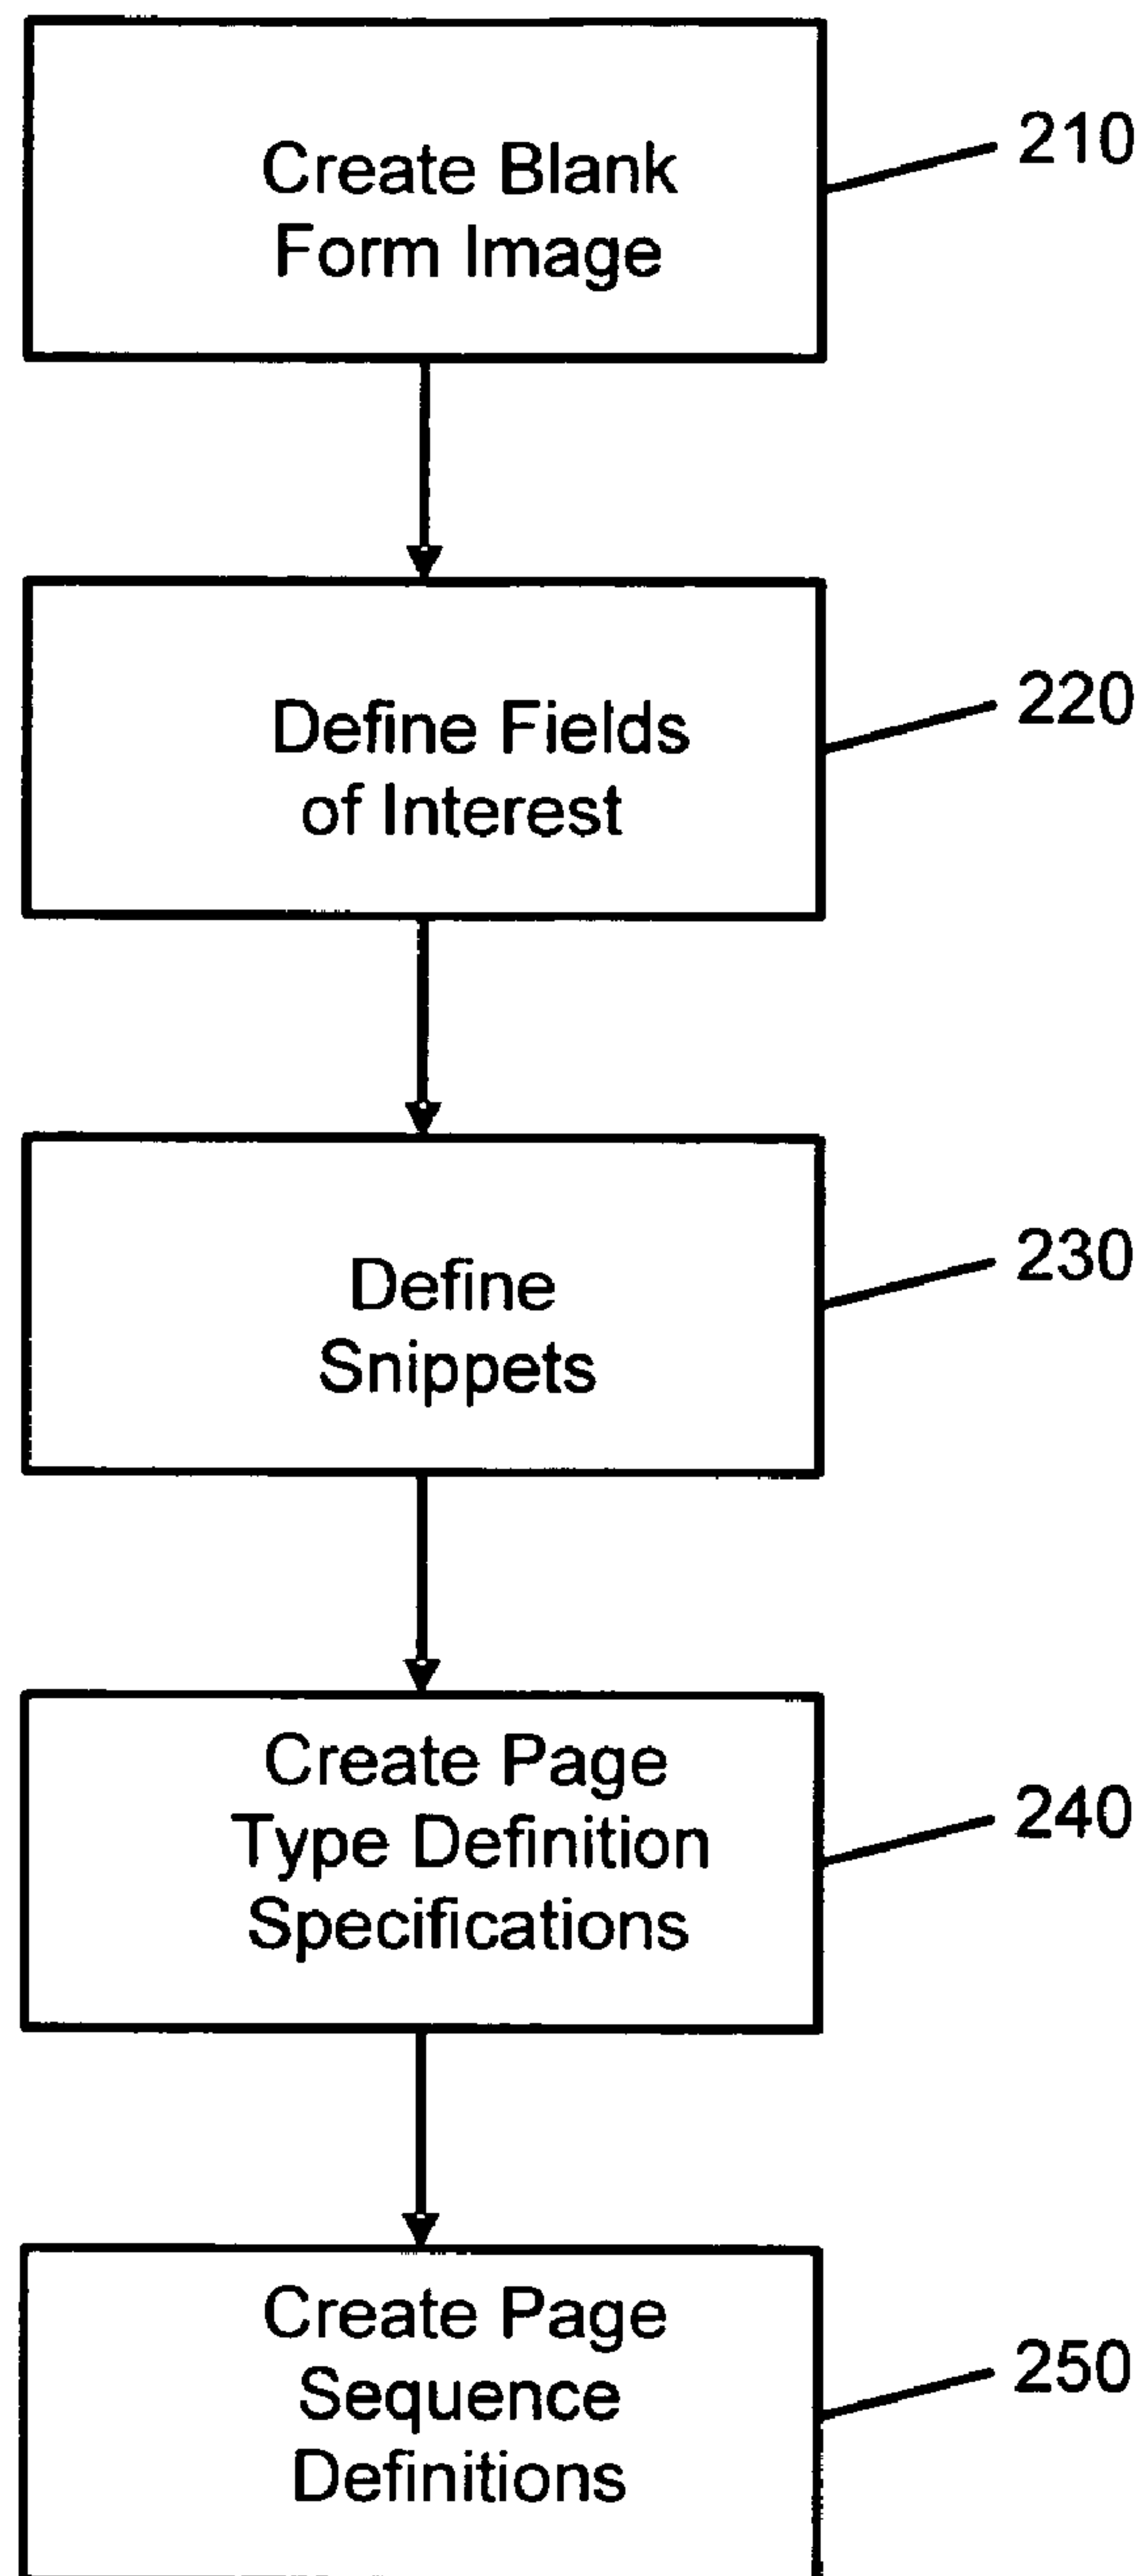 Create Blank
Form Image
210
Define Fields
of Interest
220
Define
Snippets
230
Create Page
Type Definition
Specifications
240
Create Page
Sequence
Definitions
250